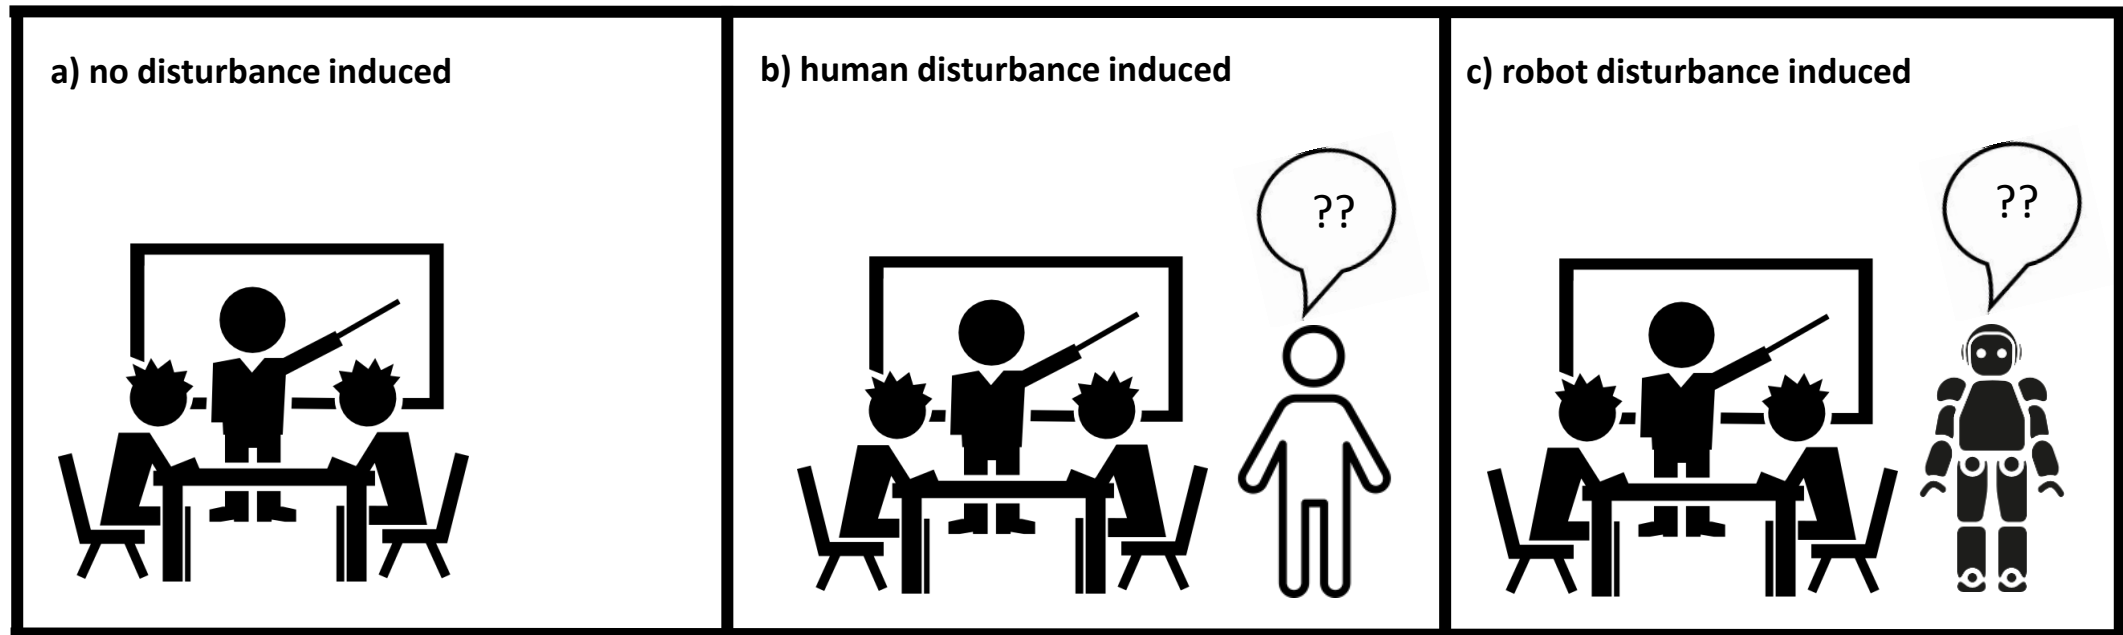 a) no disturbance induced
b) human disturbance induced
c) robot disturbance induced
??
??